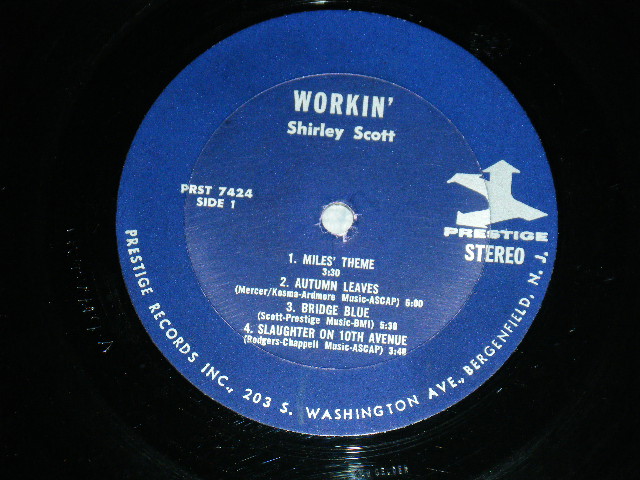 WORKIN'
Shirley Scott
PRST 7424
SIDE 1
PRESTIGE
STEREO
1. MILES' THEME
3:30
2. AUTUMN LEAVES
(Mercer/Kosma-Ardmore Music-ASCAP) 6:00
3. BRIDGE BLUE
(Scott-Prestige Music-BMI) 5:38
4. SLAUGHTER ON 10TH AVENUE
(Rodgers-Chappell Music-ASCAP) 3:46
PRESTIGE RECORDS INC., 203 S. WASHINGTON AVE., BERGENFIELD, N. J.